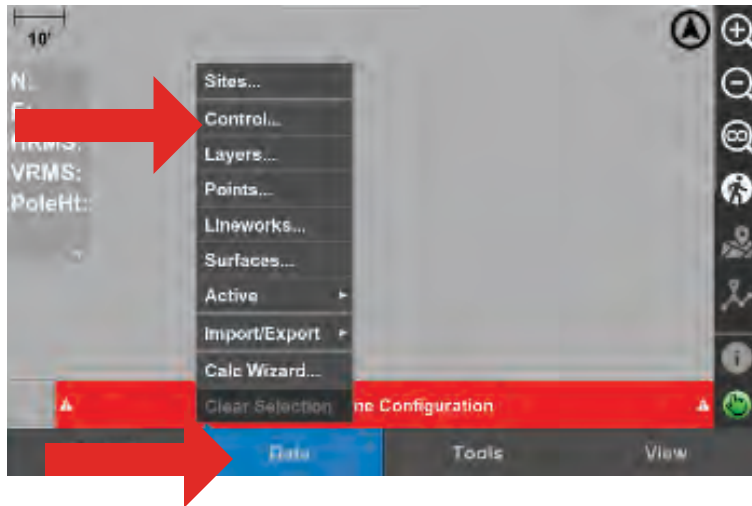 10'
N:
HRMS:
VRMS:
PoleHt:
Sites...
Control...
Layers...
Points...
Lineworks...
Surfaces...
Active
Import/Export
Calc Wizard...
Clear Selection
Configuration
Data
Tools
View